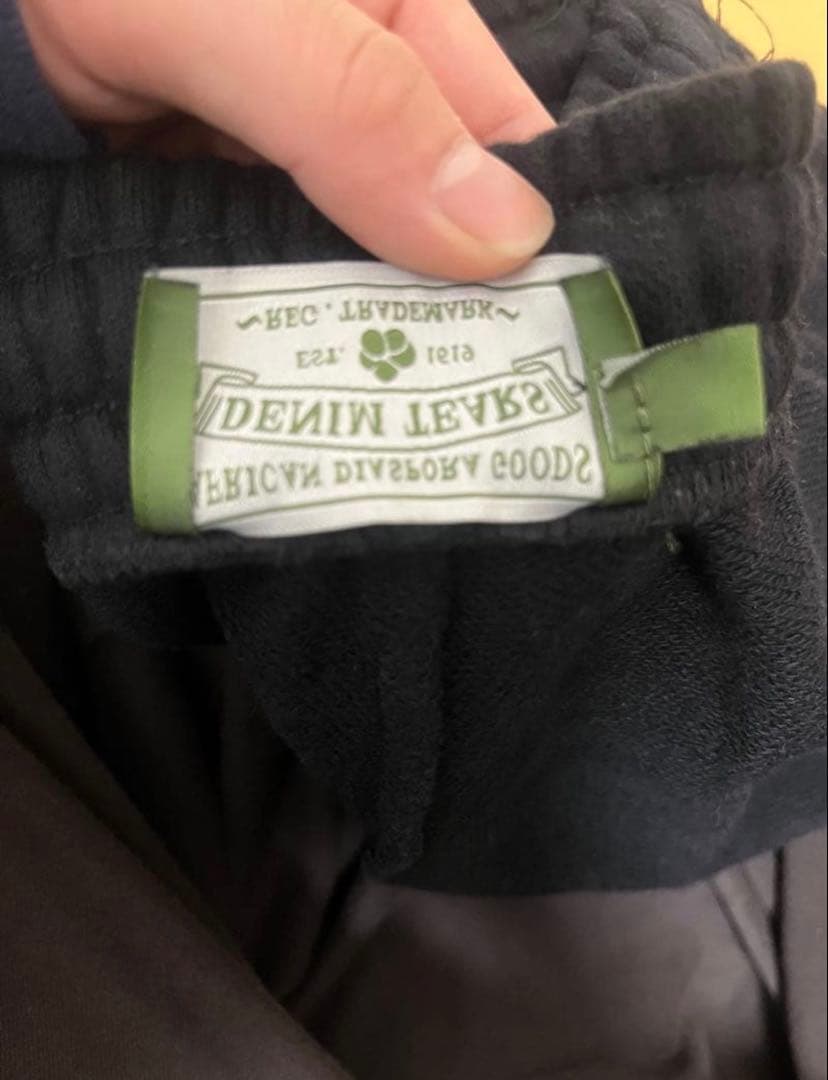 AFRICAN DIASPORA GOODS
DENIM TEARS
EST. 1619
~REG. TRADEMARK~